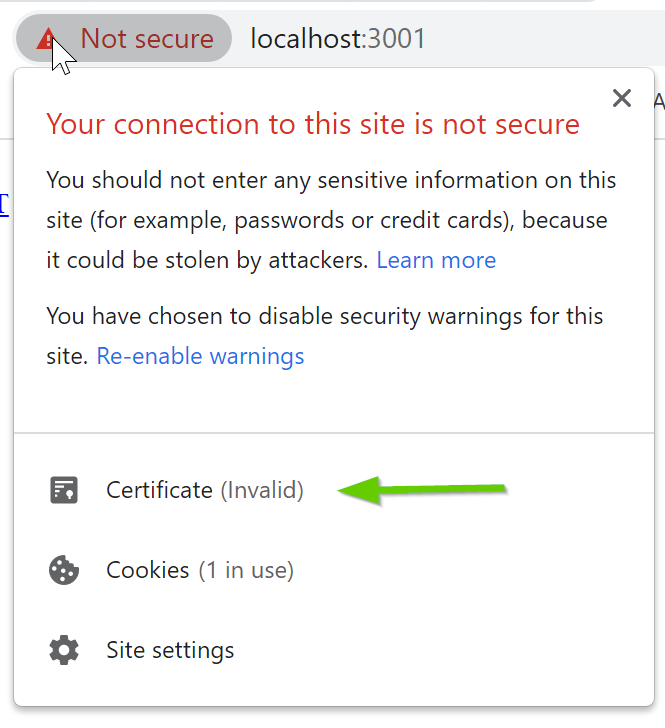 Not secure localhost:3001
Your connection to this site is not secure
You should not enter any sensitive information on this
site (for example, passwords or credit cards), because
it could be stolen by attackers. Learn more
You have chosen to disable security warnings for this
site. Re-enable warnings
Certificate (Invalid)
Cookies (1 in use)
Site settings
A
T